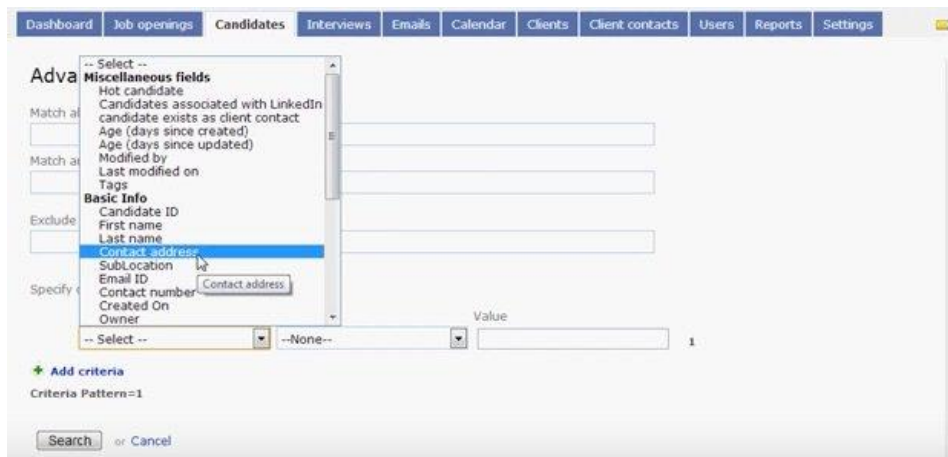 Dashboard Job openings Candidates Interviews Emails Calendar Clients Client contacts Users Reports Settings
Adva
-- Select --
Miscellaneous fields
Hot candidate
Candidates associated with LinkedIn
candidate exists as client contact
Age (days since created)
Age (days since updated)
Modified by
Last modified on
Tags
Basic Info
Candidate ID
First name
Last name
Contact address
SubLocation
Email ID
Contact number
Created On
Owner
Match al
Match a
Exclude
Specify
Contact address
Value
-- Select -- --None-- 1
+ Add criteria
Criteria Pattern=1
Search or Cancel